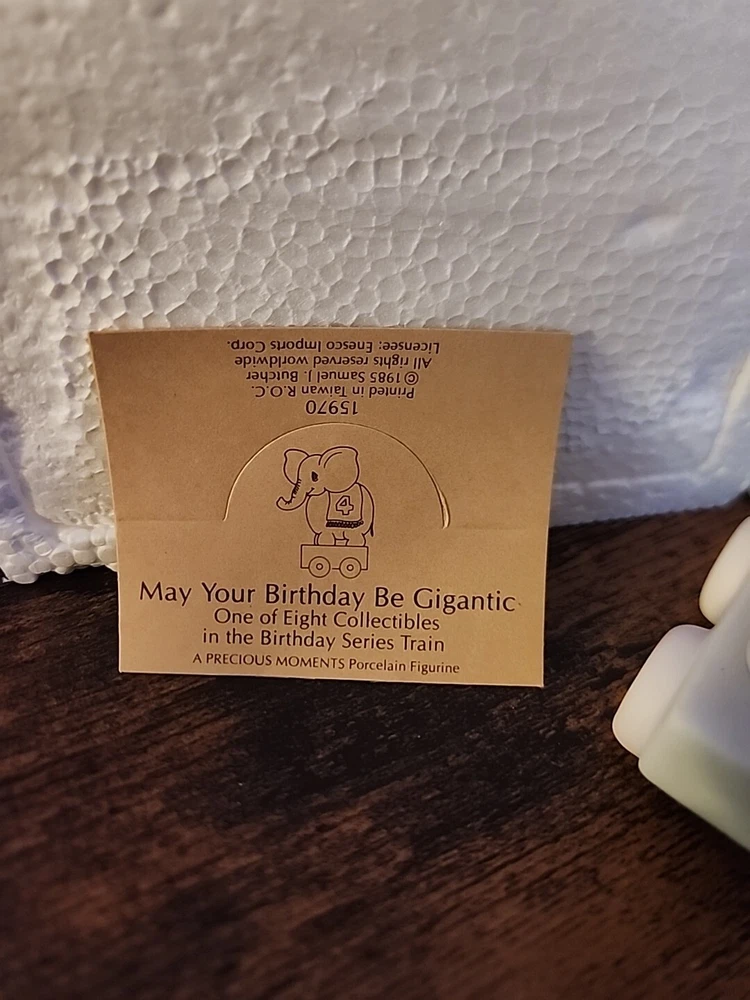 15970
Printed in Taiwan R.O.C.
© 1985 Samuel J. Butcher
All rights reserved worldwide
Licensee: Enesco Imports Corp.
4
May Your Birthday Be Gigantic
One of Eight Collectibles
in the Birthday Series Train
A PRECIOUS MOMENTS Porcelain Figurine